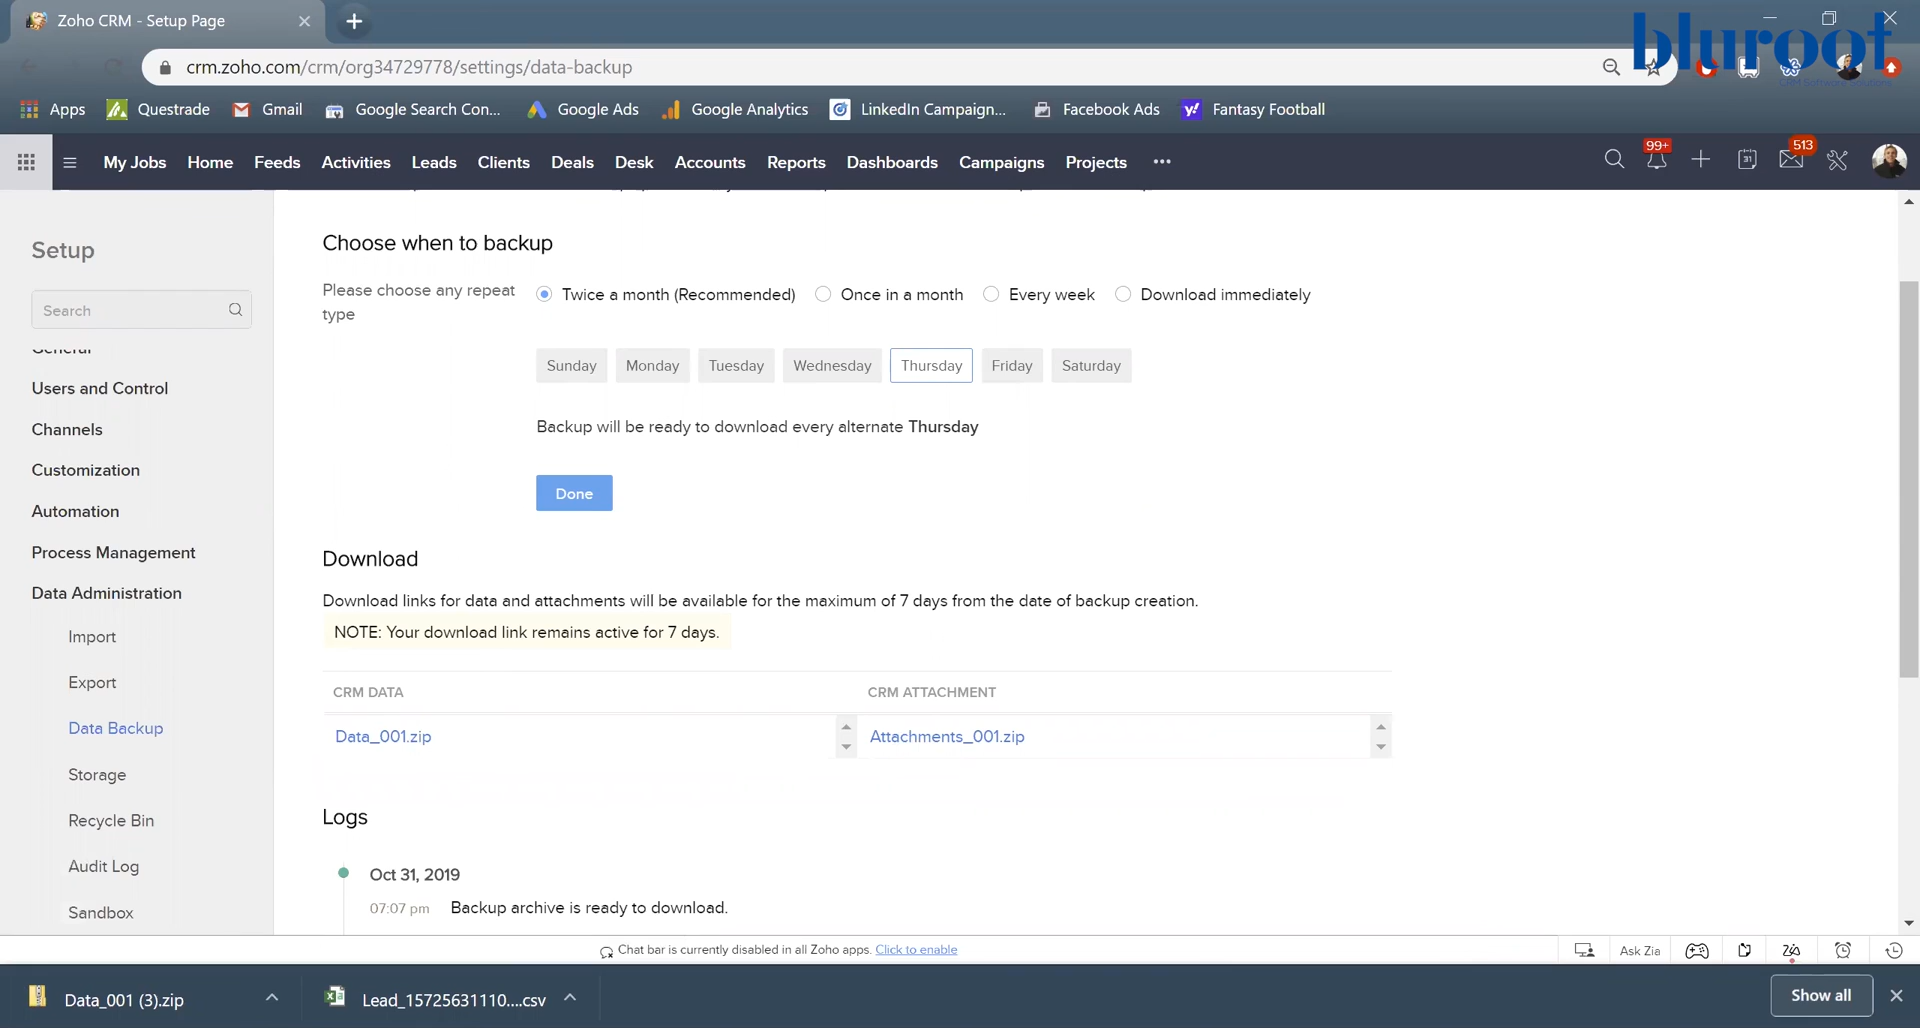 Zoho CRM - Setup Page
bluroot
crm.zoho.com/crm/org34729778/settings/data-backup
Apps Questrade Gmail Google Search Con... Google Ads Google Analytics LinkedIn Campaign... Facebook Ads Fantasy Football
My Jobs Home Feeds Activities Leads Clients Deals Desk Accounts Reports Dashboards Campaigns Projects ••• 99+ 31 513
Setup
Search
General
Users and Control
Channels
Customization
Automation
Process Management
Data Administration
Import
Export
Data Backup
Storage
Recycle Bin
Audit Log
Sandbox
Choose when to backup
Please choose any repeat
type
Twice a month (Recommended) Once in a month Every week Download immediately
Sunday Monday Tuesday Wednesday Thursday Friday Saturday
Backup will be ready to download every alternate Thursday
Done
Download
Download links for data and attachments will be available for the maximum of 7 days from the date of backup creation.
NOTE: Your download link remains active for 7 days.
CRM DATA CRM ATTACHMENT
Data_001.zip Attachments_001.zip
Logs
Oct 31, 2019
07:07 pm Backup archive is ready to download.
Chat bar is currently disabled in all Zoho apps. Click to enable
Ask Zia
Data_001 (3).zip Lead_15725631110....csv Show all